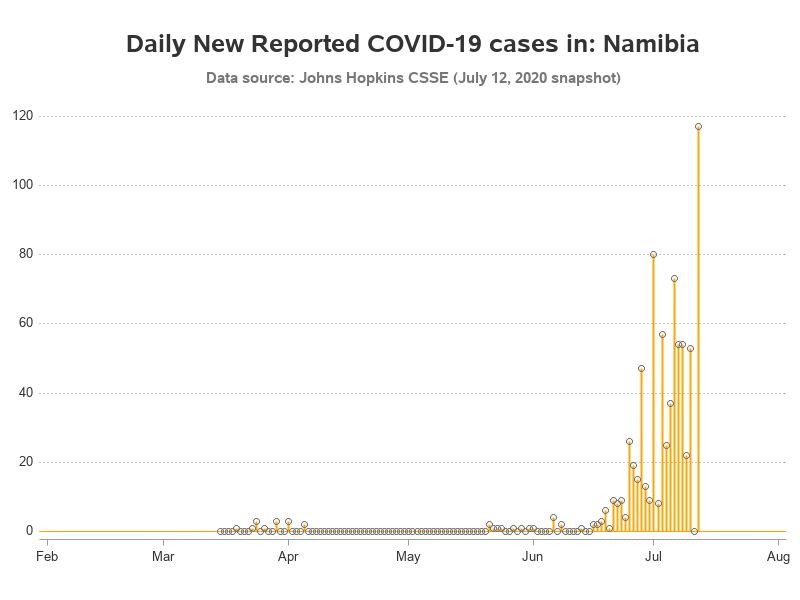 Daily New Reported COVID-19 cases in: Namibia
Data source: Johns Hopkins CSSE (July 12, 2020 snapshot)
120
100
80
60
40
20
0
Feb Mar Apr May Jun Jul Aug